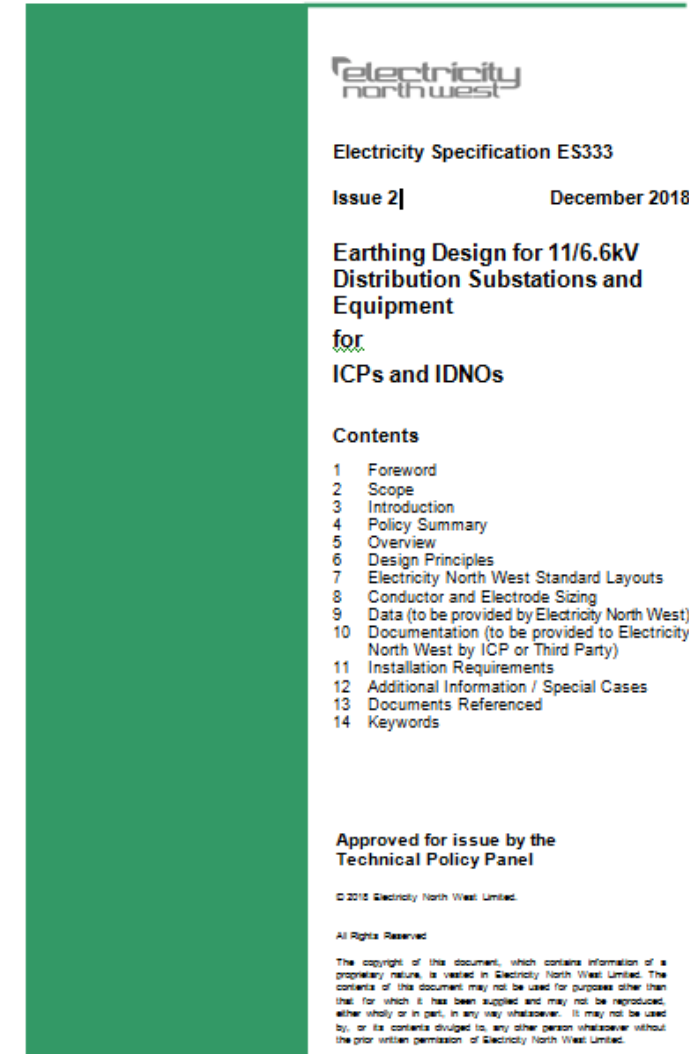 electricity
northwest
Electricity Specification ES333
Issue 2 December 2018
Earthing Design for 11/6.6kV
Distribution Substations and
Equipment
for
ICPs and IDNOs
Contents
1 Foreword
2 Scope
3 Introduction
4 Policy Summary
5 Overview
6 Design Principles
7 Electricity North West Standard Layouts
8 Conductor and Electrode Sizing
9 Data (to be provided by Electricity North West)
10 Documentation (to be provided to Electricity
North West by ICP or Third Party)
11 Installation Requirements
12 Additional Information / Special Cases
13 Documents Referenced
14 Keywords
Approved for issue by the
Technical Policy Panel
© 2018 Electricity North West Limited.
All Rights Reserved
The copyright of this document, which contains information of a
proprietary nature, is vested in Electricity North West Limited. The
contents of this document may not be used for purposes other than
that for which it has been supplied and may not be reproduced,
either wholly or in part, in any way whatsoever. It may not be used
by, or its contents divulged to, any other person whatsoever without
the prior written permission of Electricity North West Limited.